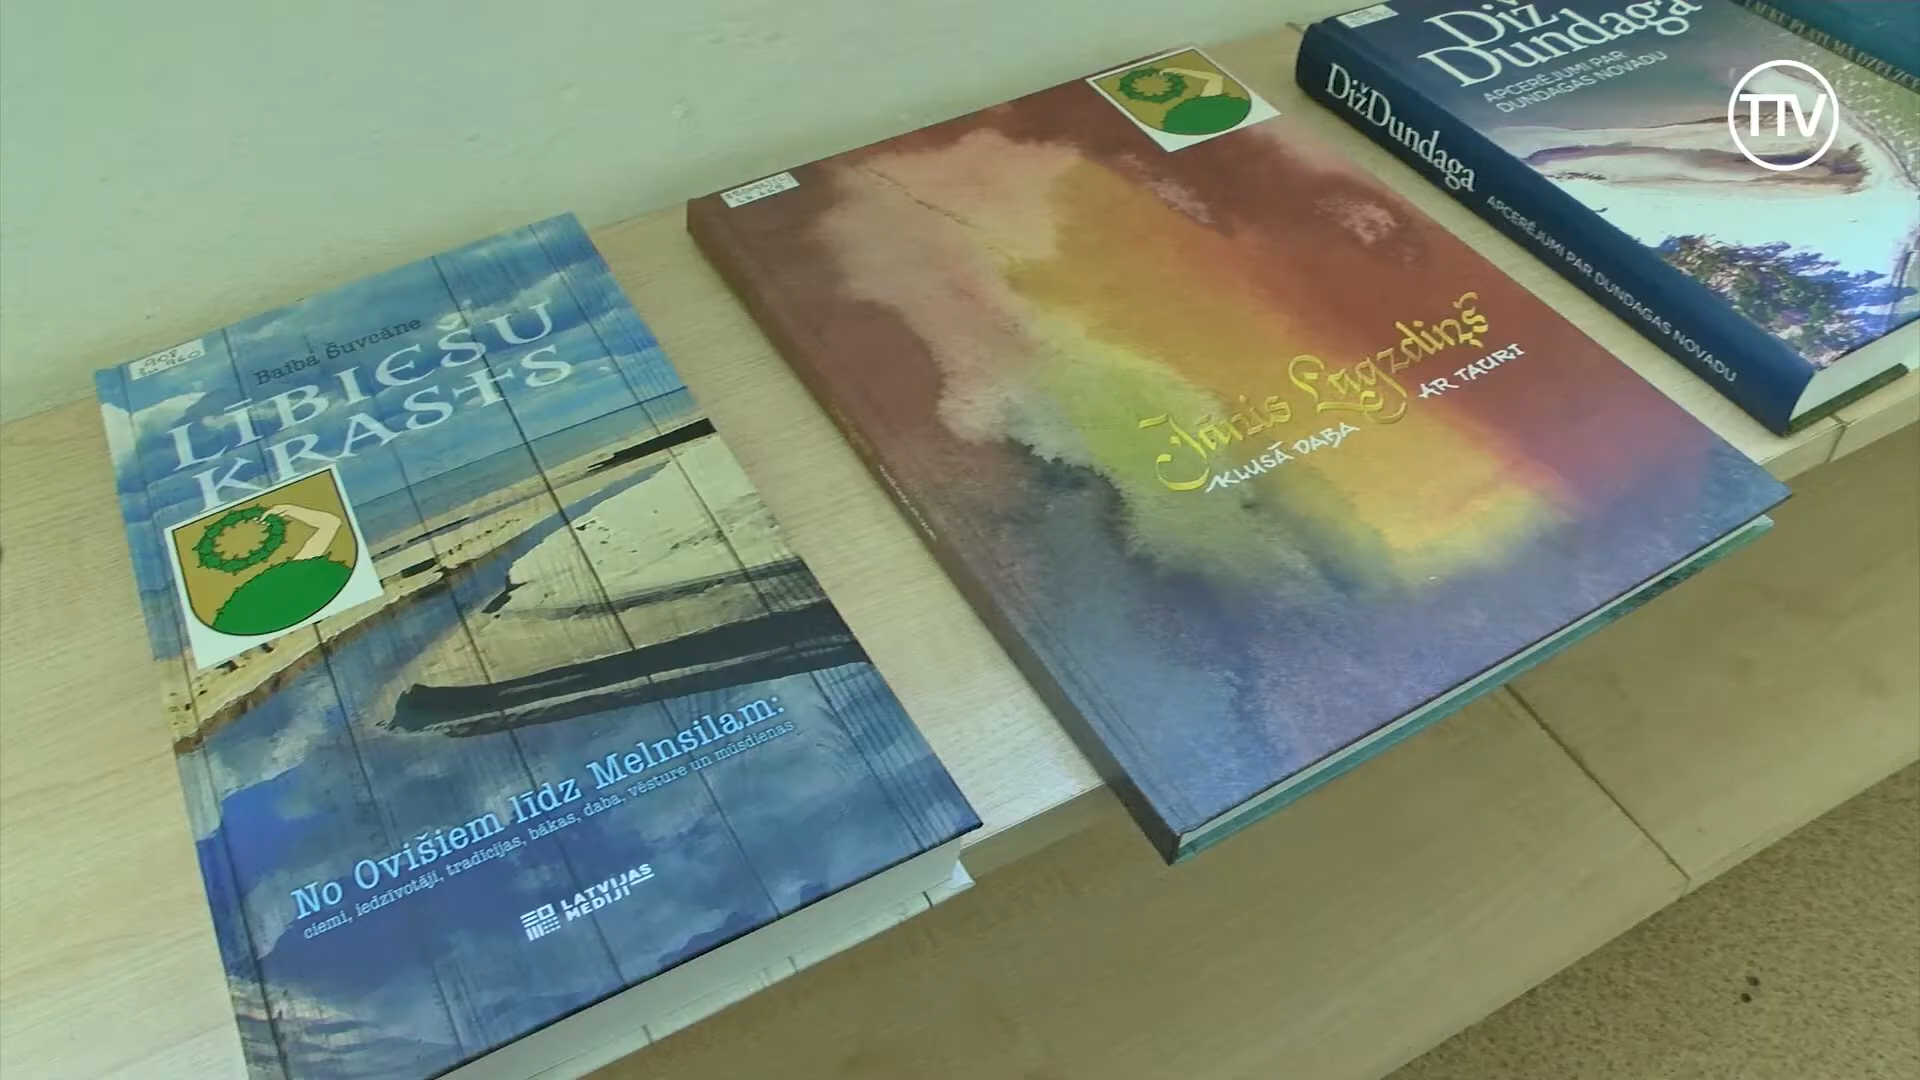 Baiba Šuvcāne
LĪBIEŠU
KRASTS
No Ovišiem līdz Melnsilam:
ciemi, iedzīvotāji, tradīcijas, bākas, daba, vēsture un mūsdienas
LATVIJAS
MEDIJI
Jānis Lagzdiņš
KLUSĀ DABA AR TAURI
Diž
Dundaga
APCERĒJUMI PAR
DUNDAGAS NOVADU
DižDundaga APCERĒJUMI PAR DUNDAGAS NOVADU
TTV